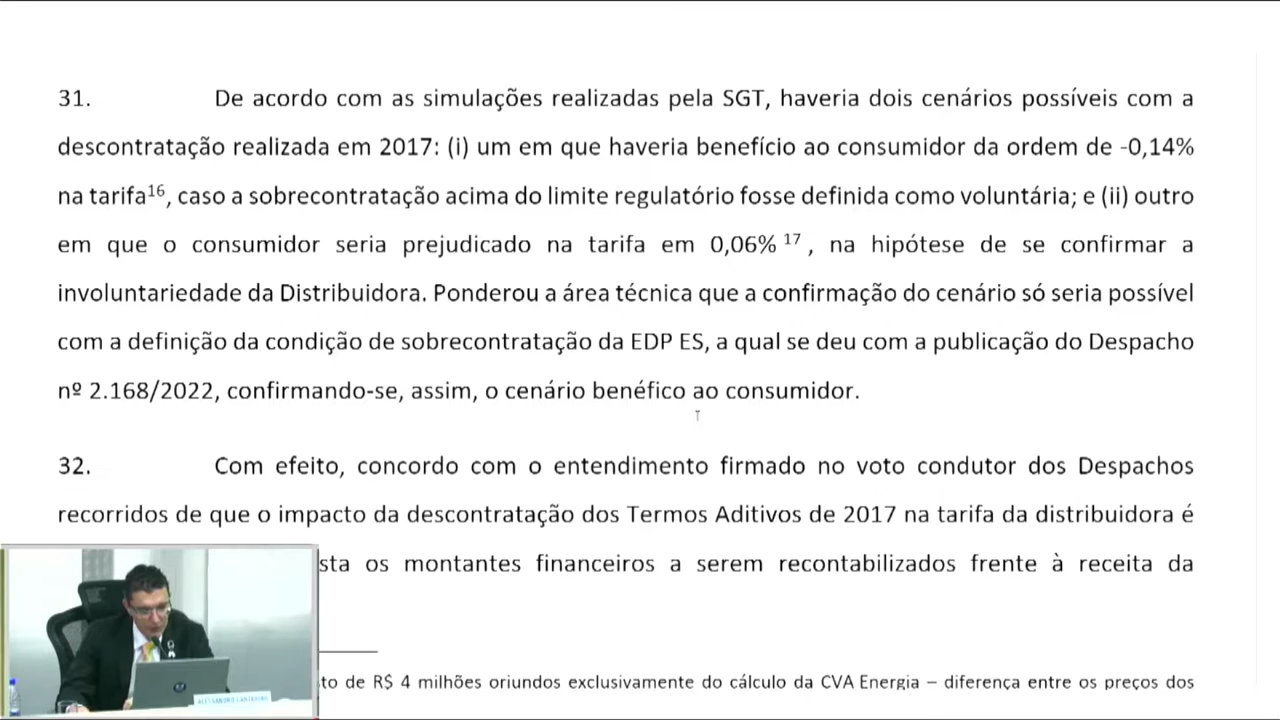 31. De acordo com as simulações realizadas pela SGT, haveria dois cenários possíveis com a
descontratação realizada em 2017: (i) um em que haveria benefício ao consumidor da ordem de -0,14%
na tarifa¹⁶, caso a sobrecontratação acima do limite regulatório fosse definida como voluntária; e (ii) outro
em que o consumidor seria prejudicado na tarifa em 0,06% ¹⁷ , na hipótese de se confirmar a
involuntariedade da Distribuidora. Ponderou a área técnica que a confirmação do cenário só seria possível
com a definição da condição de sobrecontratação da EDP ES, a qual se deu com a publicação do Despacho
nº 2.168/2022, confirmando-se, assim, o cenário benéfico ao consumidor.
32. Com efeito, concordo com o entendimento firmado no voto condutor dos Despachos
recorridos de que o impacto da descontratação dos Termos Aditivos de 2017 na tarifa da distribuidora é
sta os montantes financeiros a serem recontabilizados frente à receita da
to de R$ 4 milhões oriundos exclusivamente do cálculo da CVA Energia – diferença entre os preços dos